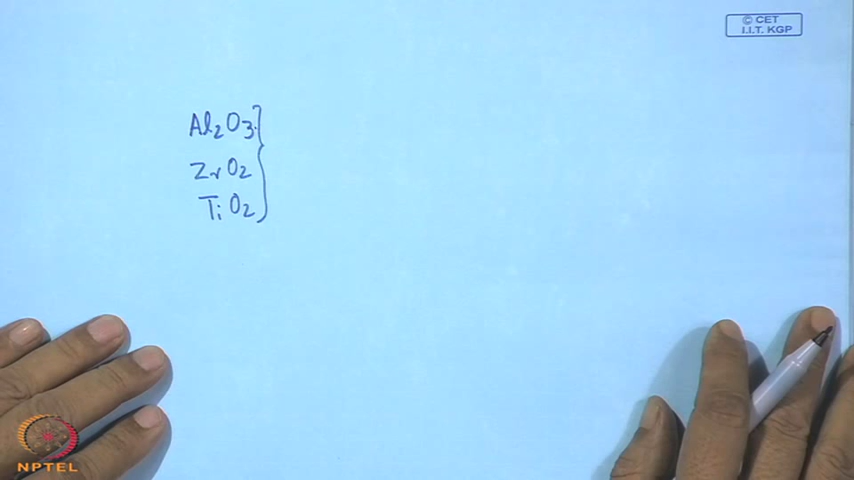 © CET
I.I.T. KGP
Al₂O₃
ZrO₂
TiO₂
NPTEL